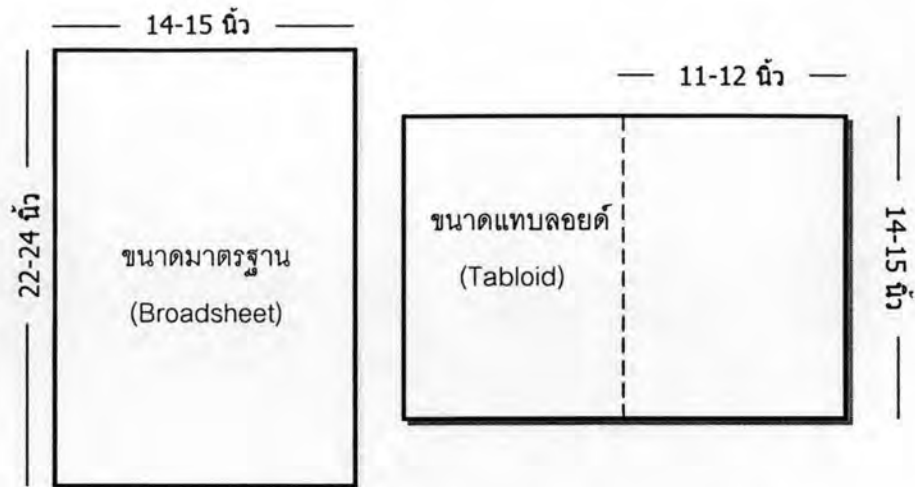 14-15 นิ้ว
22-24 นิ้ว
ขนาดมาตรฐาน
(Broadsheet)
11-12 นิ้ว
ขนาดแทบลอยด์
(Tabloid)
14-15 นิ้ว